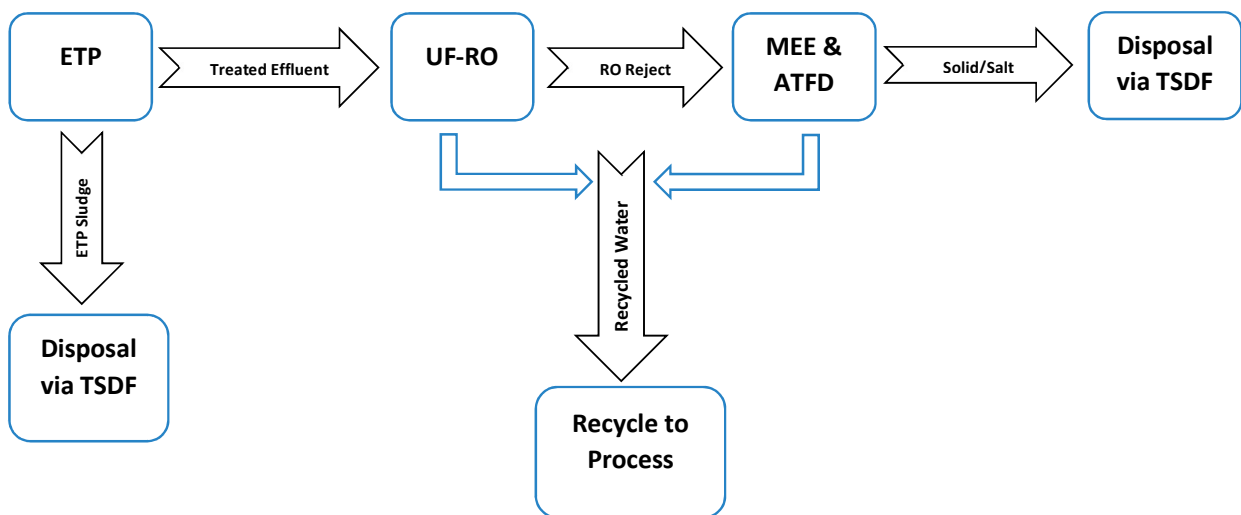 ETP
Treated Effluent
UF-RO
RO Reject
MEE &
ATFD
Solid/Salt
Disposal
via TSDF
ETP Sludge
Recycled Water
Disposal
via TSDF
Recycle to
Process